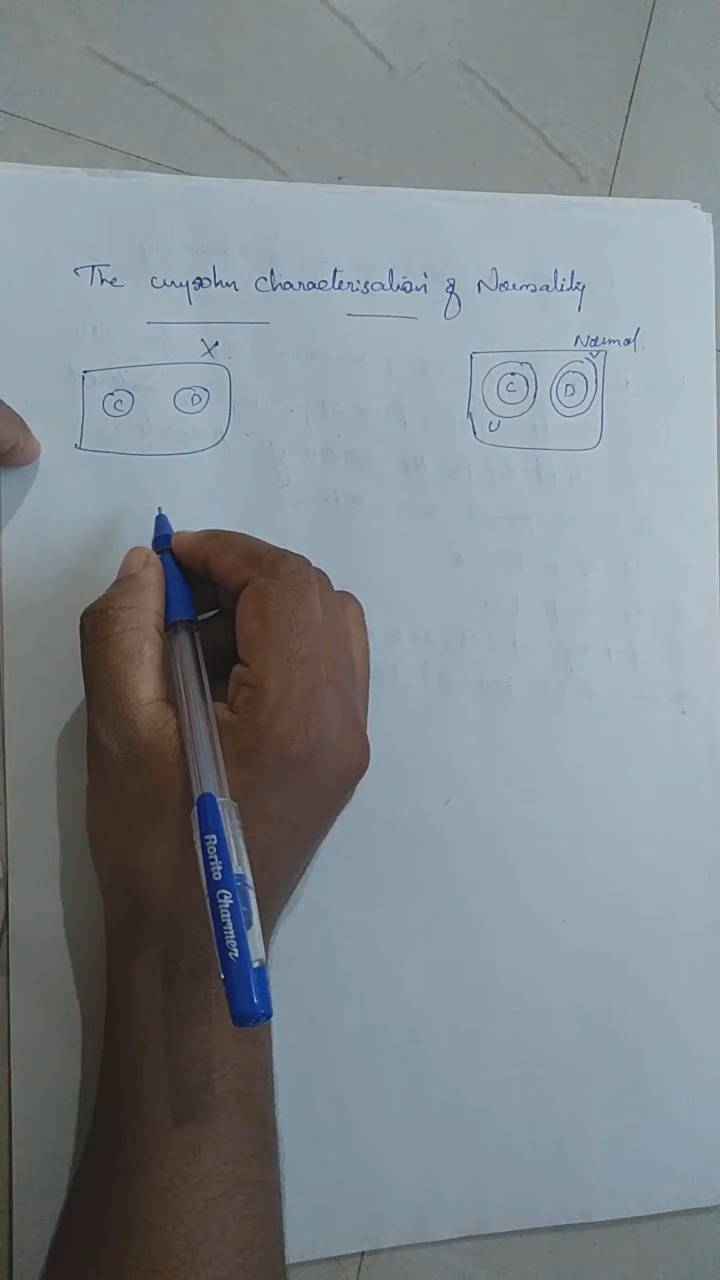 The urysohn characterisation of Normality
X. Normal.
C D C D V
U
Rorito Charmer